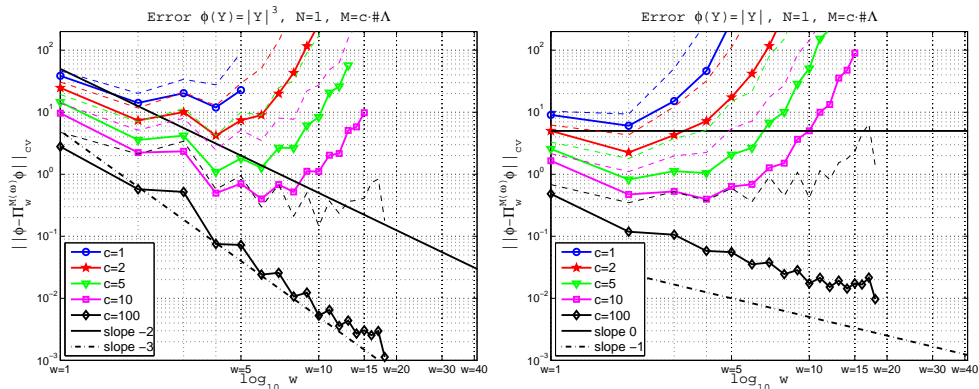 Error ϕ(Y)=|Y|³, N=1, M=c·#Λ
10²
10¹
10⁰
10⁻¹
10⁻²
10⁻³
||ϕ-Π_w^{M(ω)}ϕ||_cv
c=1
c=2
c=5
c=10
c=100
slope −2
slope −3
w=1
w=5
w=10
w=15
w=20
w=30
w=40
log₁₀ w
Error ϕ(Y)=|Y|, N=1, M=c·#Λ
10²
10¹
10⁰
10⁻¹
10⁻²
10⁻³
||ϕ-Π_w^{M(ω)}ϕ||_cv
c=1
c=2
c=5
c=10
c=100
slope 0
slope −1
w=1
w=5
w=10
w=15
w=20
w=30
w=40
log₁₀ w